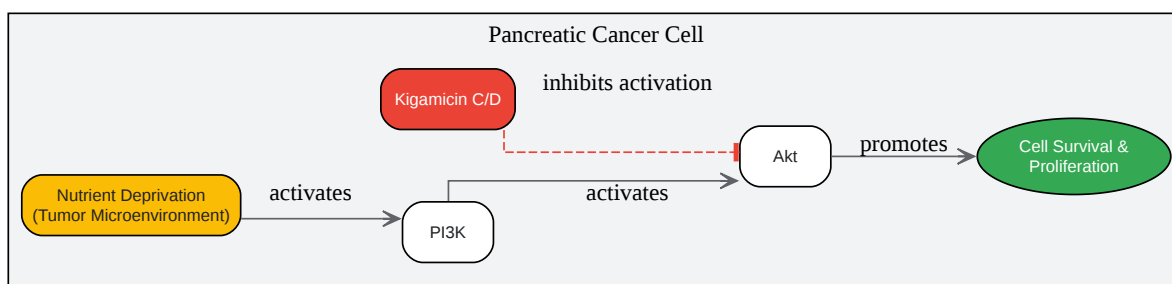 Pancreatic Cancer Cell
Kigamicin C/D
inhibits activation
Akt
promotes
Cell Survival &
Proliferation
Nutrient Deprivation
(Tumor Microenvironment)
activates
PI3K
activates